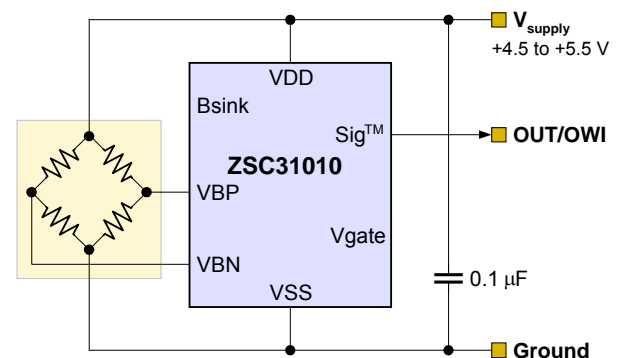 Vsupply
+4.5 to +5.5 V
VDD
Bsink
Sig™
OUT/OWI
ZSC31010
VBP
Vgate
VBN
0.1 μF
VSS
Ground